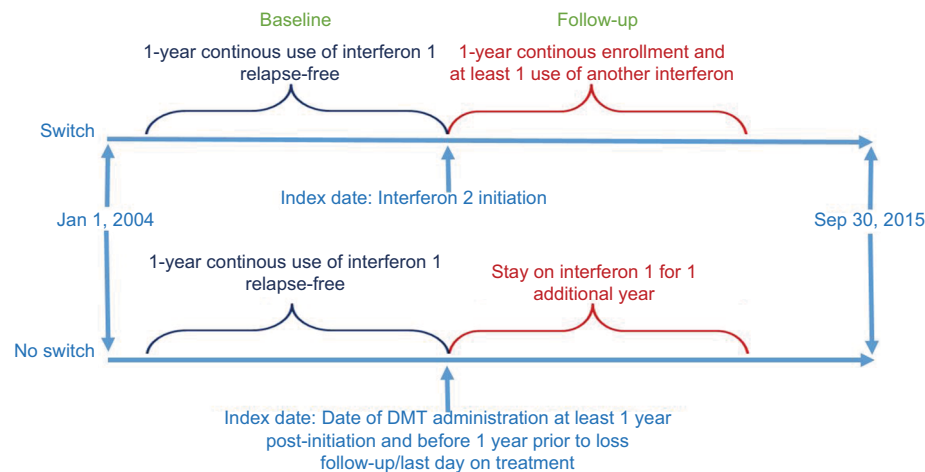 Baseline
Follow-up
1-year continous use of interferon 1
relapse-free
1-year continous enrollment and
at least 1 use of another interferon
Switch
Index date: Interferon 2 initiation
Jan 1, 2004
Sep 30, 2015
1-year continous use of interferon 1
relapse-free
Stay on interferon 1 for 1
additional year
No switch
Index date: Date of DMT administration at least 1 year
post-initiation and before 1 year prior to loss
follow-up/last day on treatment